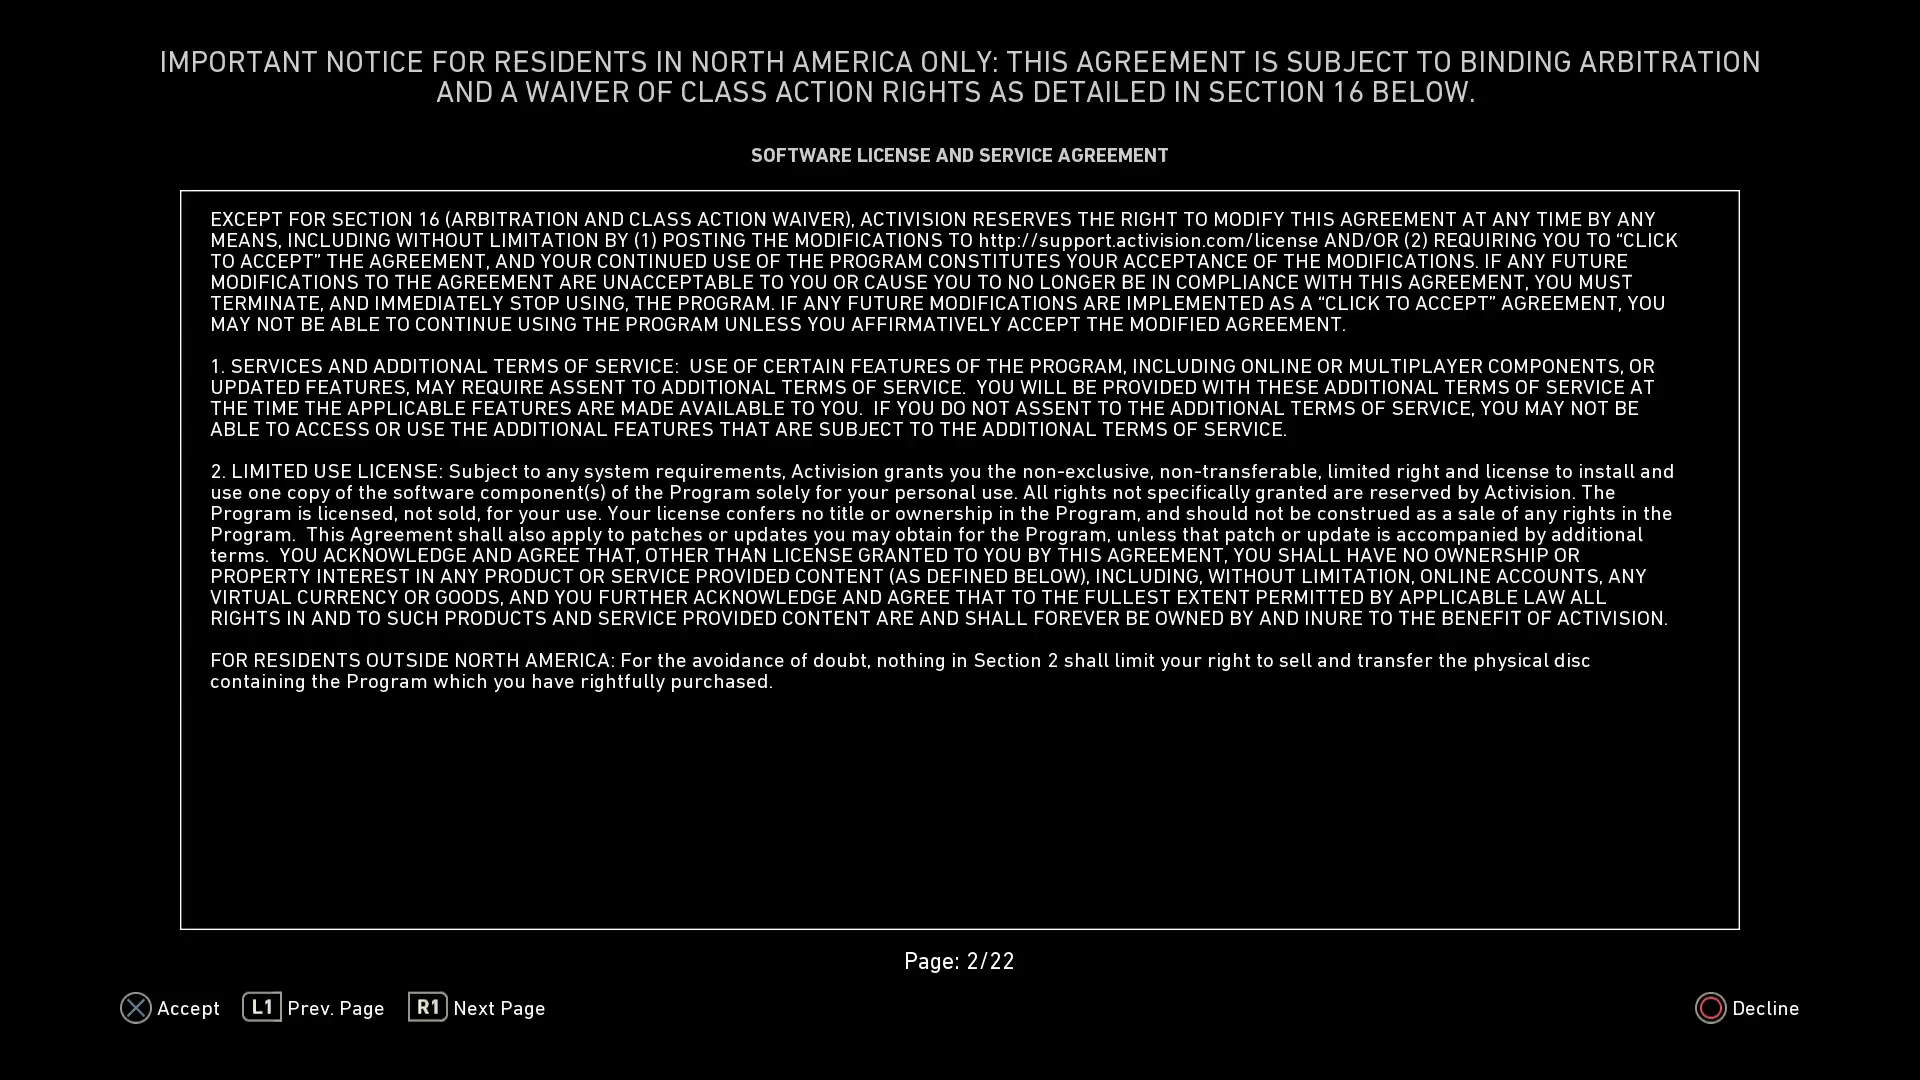 IMPORTANT NOTICE FOR RESIDENTS IN NORTH AMERICA ONLY: THIS AGREEMENT IS SUBJECT TO BINDING ARBITRATION
AND A WAIVER OF CLASS ACTION RIGHTS AS DETAILED IN SECTION 16 BELOW.
SOFTWARE LICENSE AND SERVICE AGREEMENT
EXCEPT FOR SECTION 16 (ARBITRATION AND CLASS ACTION WAIVER), ACTIVISION RESERVES THE RIGHT TO MODIFY THIS AGREEMENT AT ANY TIME BY ANY
MEANS, INCLUDING WITHOUT LIMITATION BY (1) POSTING THE MODIFICATIONS TO http://support.activision.com/license AND/OR (2) REQUIRING YOU TO “CLICK
TO ACCEPT” THE AGREEMENT, AND YOUR CONTINUED USE OF THE PROGRAM CONSTITUTES YOUR ACCEPTANCE OF THE MODIFICATIONS. IF ANY FUTURE
MODIFICATIONS TO THE AGREEMENT ARE UNACCEPTABLE TO YOU OR CAUSE YOU TO NO LONGER BE IN COMPLIANCE WITH THIS AGREEMENT, YOU MUST
TERMINATE, AND IMMEDIATELY STOP USING, THE PROGRAM. IF ANY FUTURE MODIFICATIONS ARE IMPLEMENTED AS A “CLICK TO ACCEPT” AGREEMENT, YOU
MAY NOT BE ABLE TO CONTINUE USING THE PROGRAM UNLESS YOU AFFIRMATIVELY ACCEPT THE MODIFIED AGREEMENT.
1. SERVICES AND ADDITIONAL TERMS OF SERVICE:  USE OF CERTAIN FEATURES OF THE PROGRAM, INCLUDING ONLINE OR MULTIPLAYER COMPONENTS, OR
UPDATED FEATURES, MAY REQUIRE ASSENT TO ADDITIONAL TERMS OF SERVICE.  YOU WILL BE PROVIDED WITH THESE ADDITIONAL TERMS OF SERVICE AT
THE TIME THE APPLICABLE FEATURES ARE MADE AVAILABLE TO YOU.  IF YOU DO NOT ASSENT TO THE ADDITIONAL TERMS OF SERVICE, YOU MAY NOT BE
ABLE TO ACCESS OR USE THE ADDITIONAL FEATURES THAT ARE SUBJECT TO THE ADDITIONAL TERMS OF SERVICE.
2. LIMITED USE LICENSE: Subject to any system requirements, Activision grants you the non-exclusive, non-transferable, limited right and license to install and
use one copy of the software component(s) of the Program solely for your personal use. All rights not specifically granted are reserved by Activision. The
Program is licensed, not sold, for your use. Your license confers no title or ownership in the Program, and should not be construed as a sale of any rights in the
Program.  This Agreement shall also apply to patches or updates you may obtain for the Program, unless that patch or update is accompanied by additional
terms.  YOU ACKNOWLEDGE AND AGREE THAT, OTHER THAN LICENSE GRANTED TO YOU BY THIS AGREEMENT, YOU SHALL HAVE NO OWNERSHIP OR
PROPERTY INTEREST IN ANY PRODUCT OR SERVICE PROVIDED CONTENT (AS DEFINED BELOW), INCLUDING, WITHOUT LIMITATION, ONLINE ACCOUNTS, ANY
VIRTUAL CURRENCY OR GOODS, AND YOU FURTHER ACKNOWLEDGE AND AGREE THAT TO THE FULLEST EXTENT PERMITTED BY APPLICABLE LAW ALL
RIGHTS IN AND TO SUCH PRODUCTS AND SERVICE PROVIDED CONTENT ARE AND SHALL FOREVER BE OWNED BY AND INURE TO THE BENEFIT OF ACTIVISION.
FOR RESIDENTS OUTSIDE NORTH AMERICA: For the avoidance of doubt, nothing in Section 2 shall limit your right to sell and transfer the physical disc
containing the Program which you have rightfully purchased.
Page: 2/22
Accept L1 Prev. Page R1 Next Page Decline